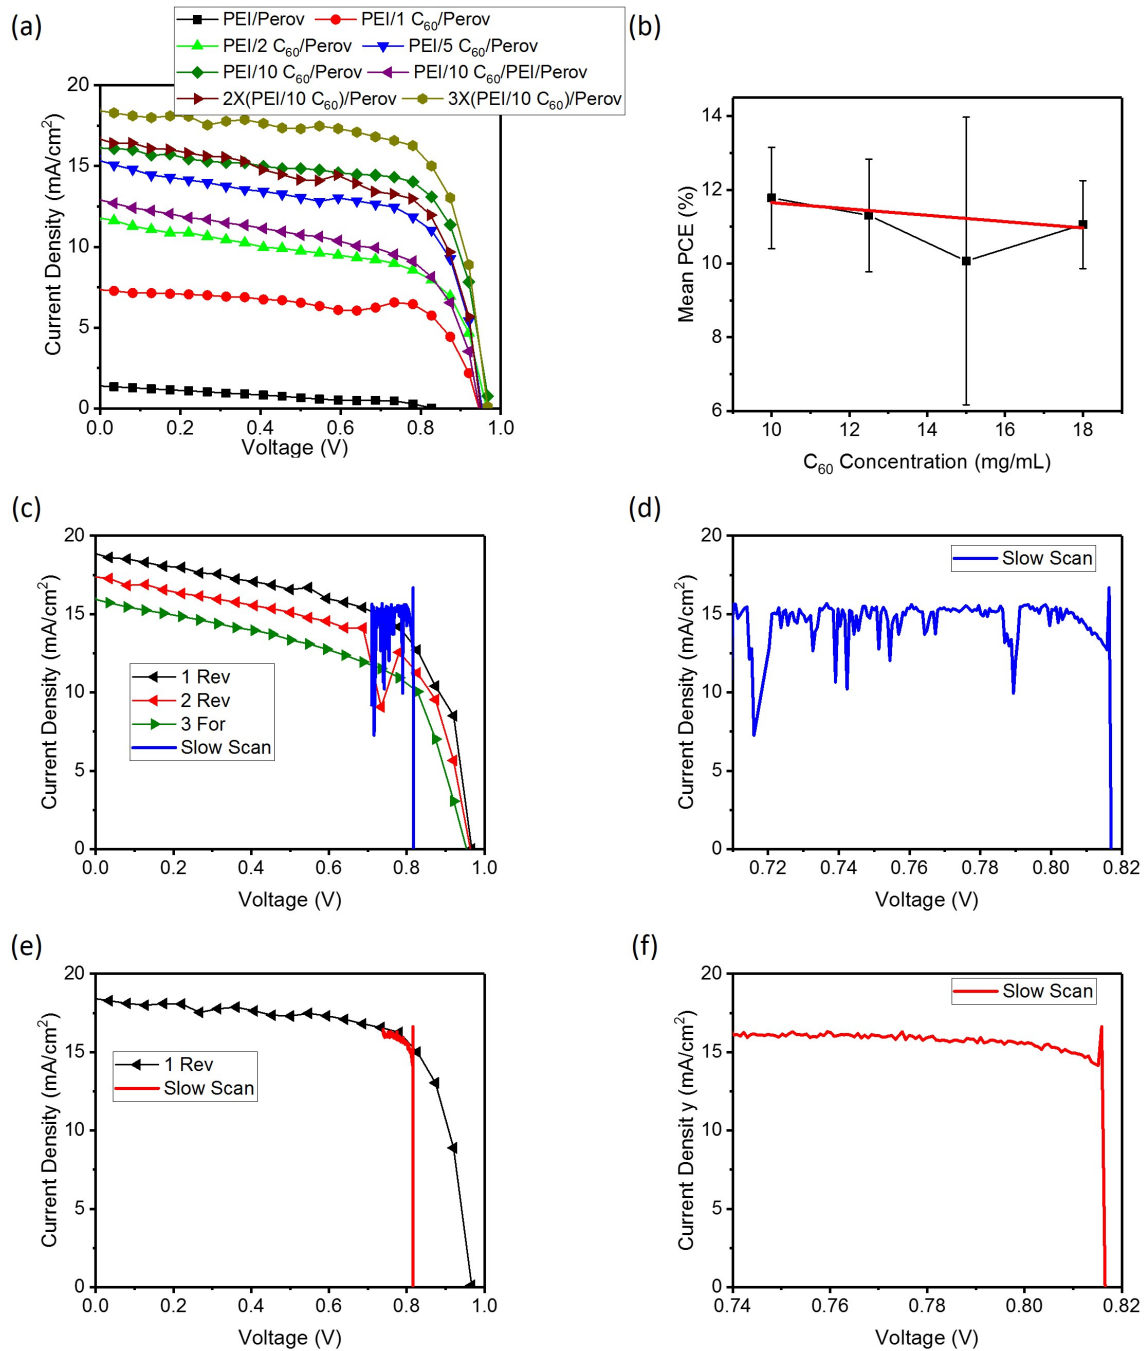 (a)
PEI/Perov PEI/1 C60/Perov
PEI/2 C60/Perov PEI/5 C60/Perov
PEI/10 C60/Perov PEI/10 C60/PEI/Perov
2X(PEI/10 C60)/Perov 3X(PEI/10 C60)/Perov
20
15
10
5
0
Current Density (mA/cm2)
0.0 0.2 0.4 0.6 0.8 1.0
Voltage (V)
(b)
14
12
10
8
6
Mean PCE (%)
10 12 14 16 18
C60 Concentration (mg/mL)
(c)
20
15
10
5
0
Current Density (mA/cm2)
1 Rev
2 Rev
3 For
Slow Scan
0.0 0.2 0.4 0.6 0.8 1.0
Voltage (V)
(d)
Slow Scan
20
15
10
5
0
Current Density (mA/cm2)
0.72 0.74 0.76 0.78 0.80 0.82
Voltage (V)
(e)
20
15
10
5
0
Current Density (mA/cm2)
1 Rev
Slow Scan
0.0 0.2 0.4 0.6 0.8 1.0
Voltage (V)
(f)
Slow Scan
20
15
10
5
0
Current Densit y (mA/cm2)
0.74 0.76 0.78 0.80 0.82
Voltage (V)